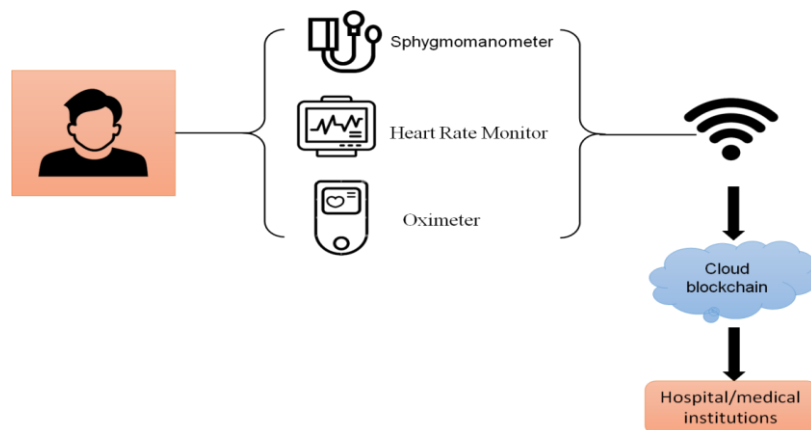 Sphygmomanometer
Heart Rate Monitor
Oximeter
Cloud
blockchain
Hospital/medical
institutions